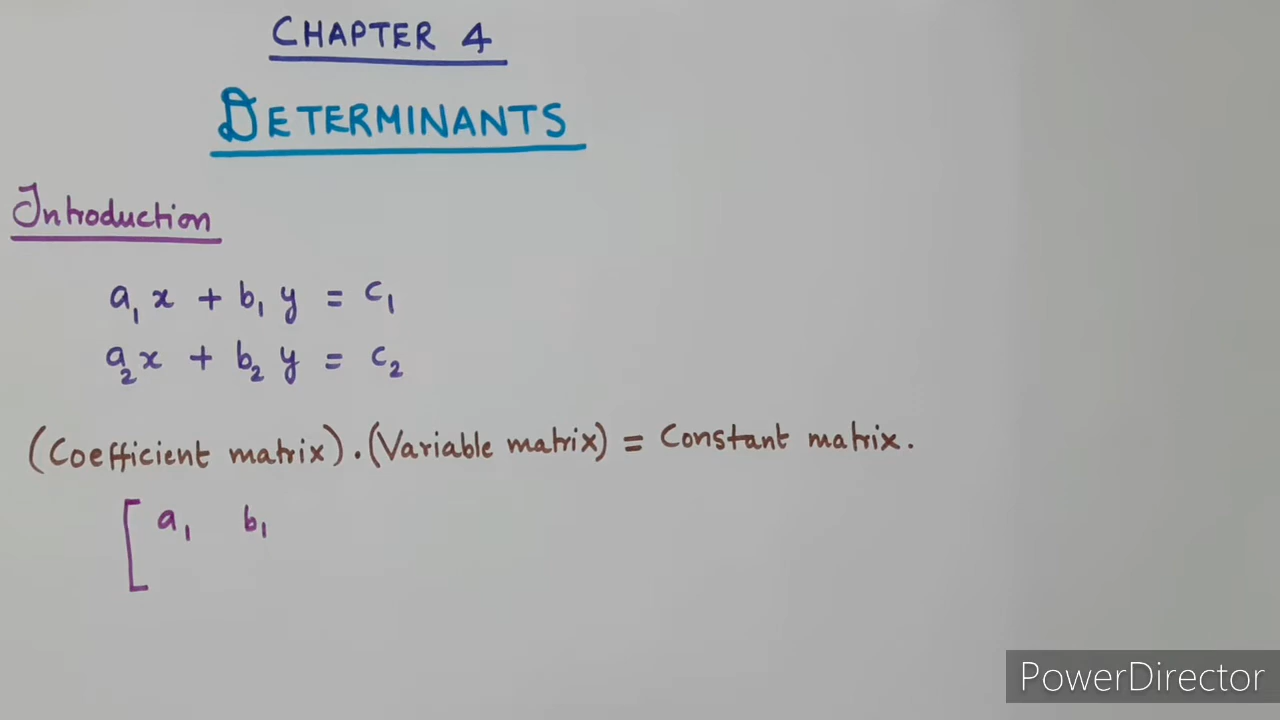 CHAPTER 4
DETERMINANTS
Introduction
a₁x + b₁y = c₁
a₂x + b₂y = c₂
(Coefficient matrix).(Variable matrix) = Constant matrix.
[a₁ b₁
PowerDirector